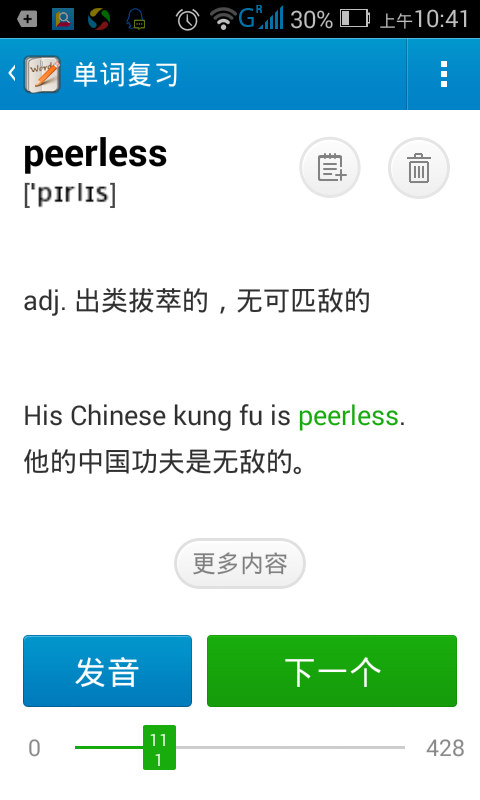 G R 30% 上午10:41
Words 单词复习
peerless
['pɪrlɪs]
adj. 出类拔萃的，无可匹敌的
His Chinese kung fu is peerless.
他的中国功夫是无敌的。
更多内容
发音 下一个
0 111 428